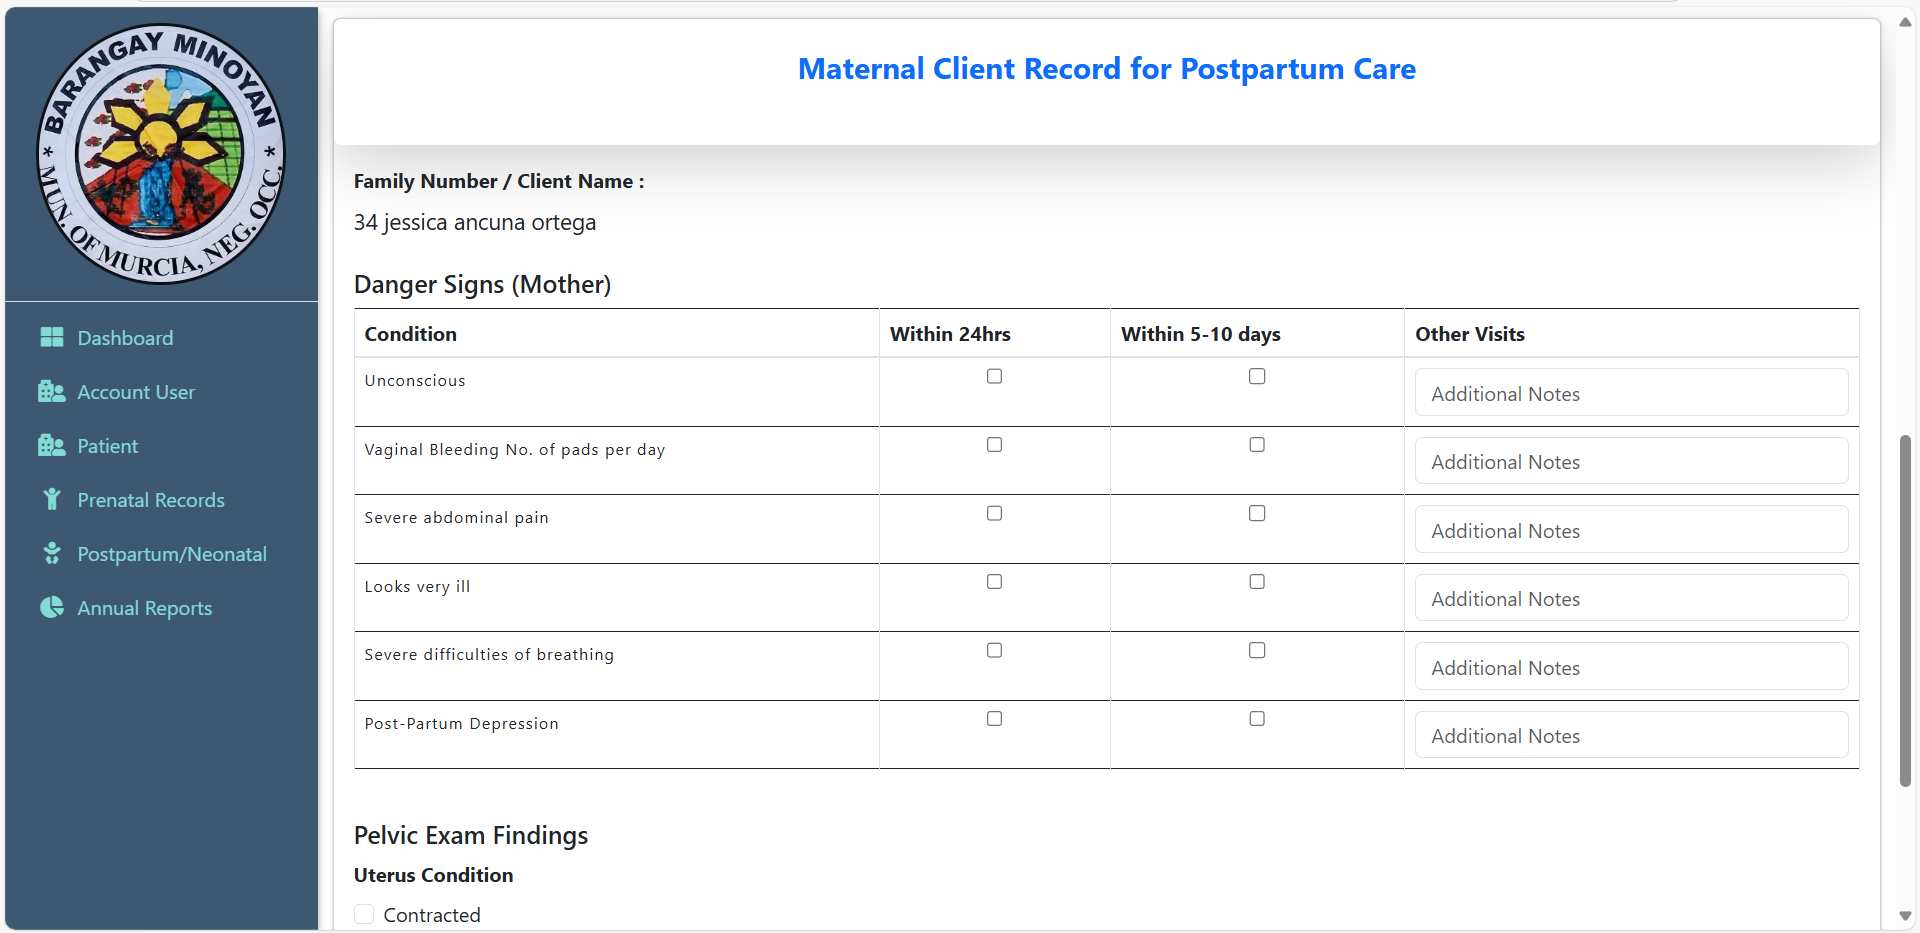 BARANGAY MINOYAN
* MUN. OF MURCIA, NEG. OCC. *
Dashboard
Account User
Patient
Prenatal Records
Postpartum/Neonatal
Annual Reports
Maternal Client Record for Postpartum Care
Family Number / Client Name :
34 jessica ancuna ortega
Danger Signs (Mother)
Condition Within 24hrs Within 5-10 days Other Visits
Unconscious Additional Notes
Vaginal Bleeding No. of pads per day Additional Notes
Severe abdominal pain Additional Notes
Looks very ill Additional Notes
Severe difficulties of breathing Additional Notes
Post-Partum Depression Additional Notes
Pelvic Exam Findings
Uterus Condition
Contracted